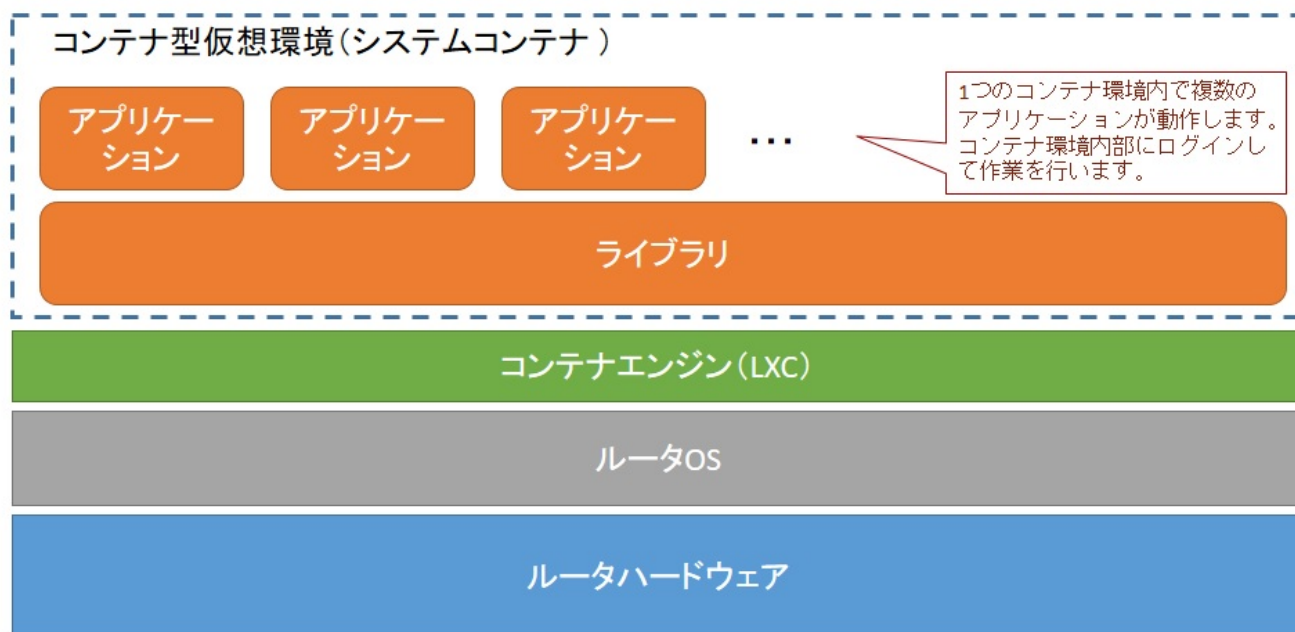 コンテナ型仮想環境(システムコンテナ )
アプリケー
ション
アプリケー
ション
アプリケー
ション
・・・
1つのコンテナ環境内で複数の
アプリケーションが動作します。
コンテナ環境内部にログインし
て作業を行います。
ライブラリ
コンテナエンジン(LXC)
ルータOS
ルータハードウェア